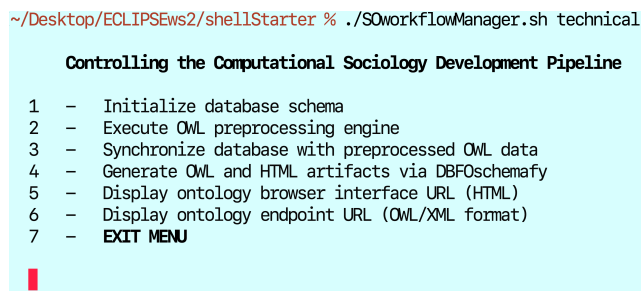 ~/Desktop/ECLIPSEws2/shellStarter % ./SOworkflowManager.sh technical
Controlling the Computational Sociology Development Pipeline
1 – Initialize database schema
2 – Execute OWL preprocessing engine
3 – Synchronize database with preprocessed OWL data
4 – Generate OWL and HTML artifacts via DBFOschemafy
5 – Display ontology browser interface URL (HTML)
6 – Display ontology endpoint URL (OWL/XML format)
7 – EXIT MENU